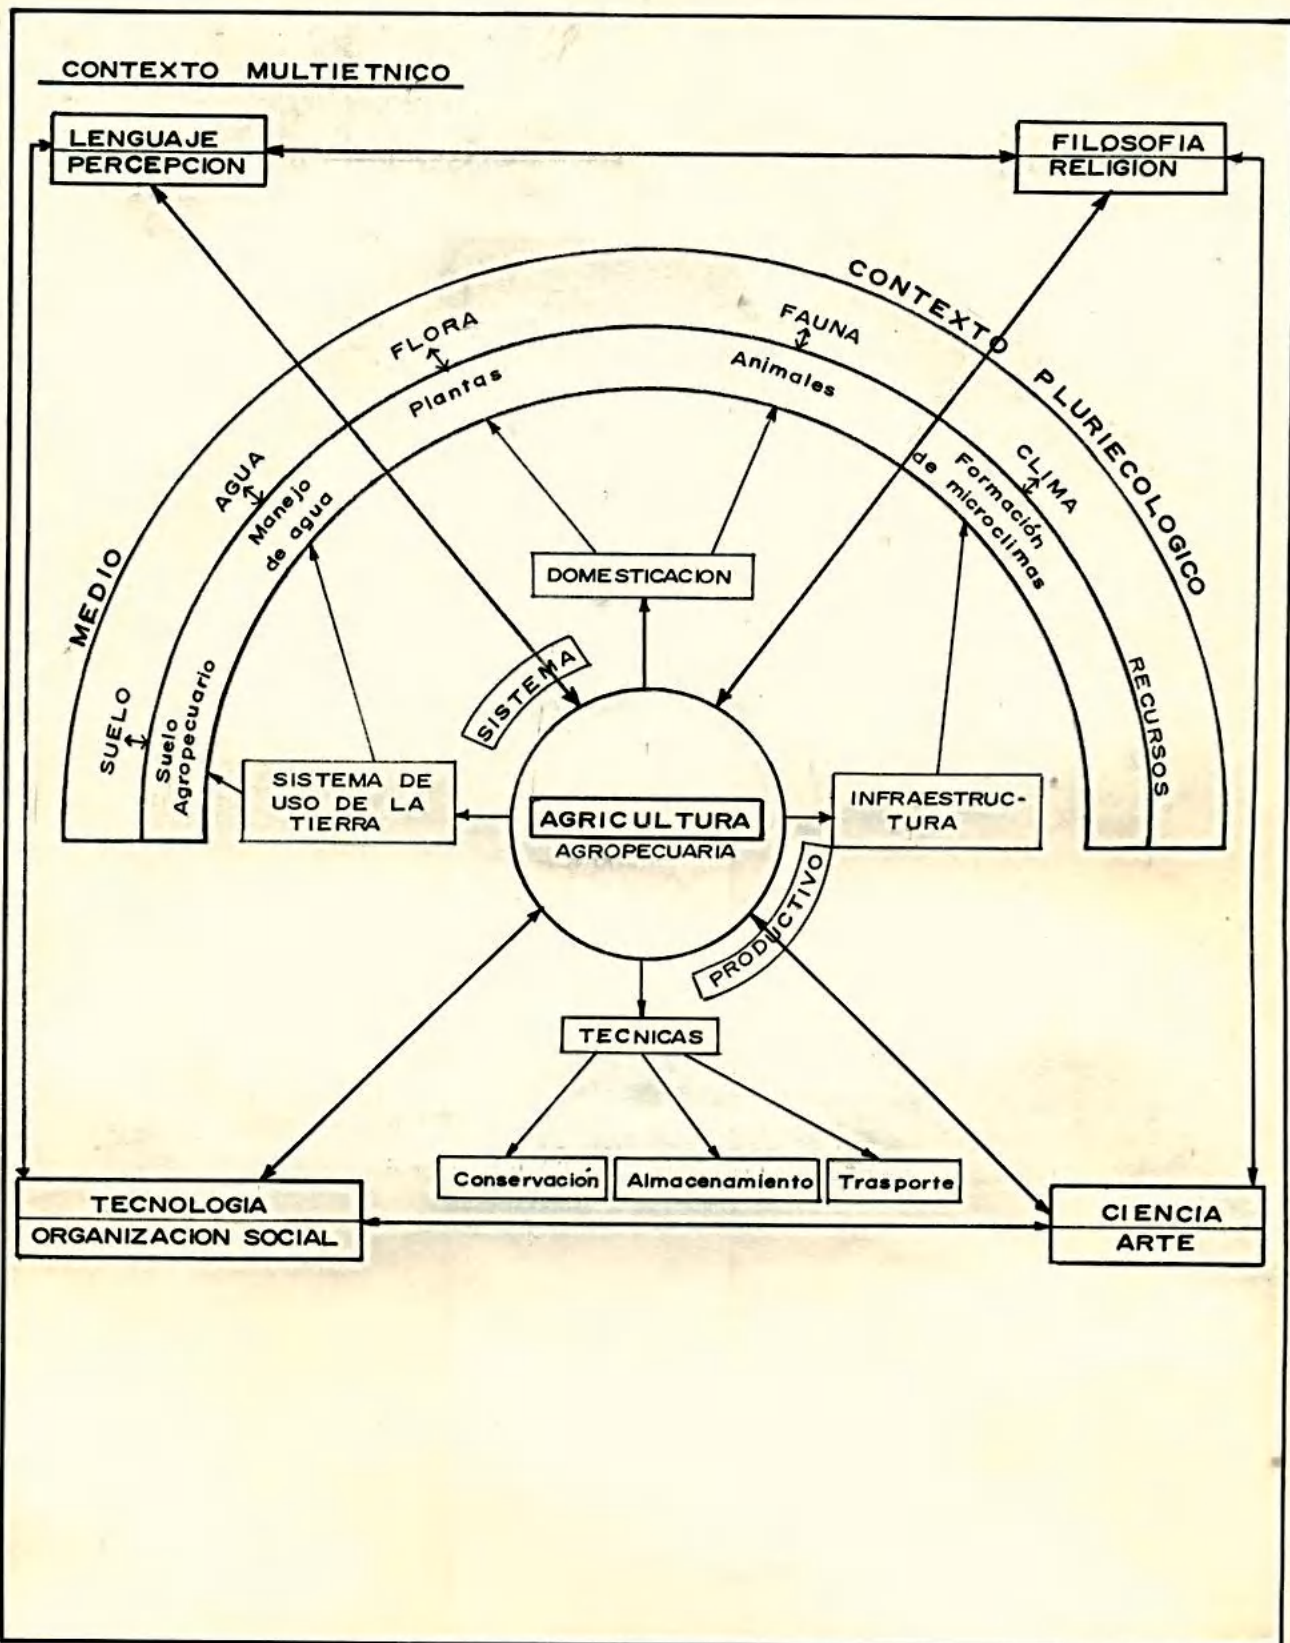 CONTEXTO MULTIETNICO
LENGUAJE
PERCEPCION
FILOSOFIA
RELIGION
MEDIO
CONTEXTO PLURIECOLOGICO
SUELO
AGUA
FLORA
FAUNA
CLIMA
RECURSOS
Suelo
Agropecuario
Manejo
de agua
Plantas
Animales
Formación
de microclimas
DOMESTICACION
SISTEMA
SISTEMA DE
USO DE LA
TIERRA
AGRICULTURA
AGROPECUARIA
INFRAESTRUC-
TURA
PRODUCTIVO
TECNICAS
Conservación
Almacenamiento
Trasporte
TECNOLOGIA
ORGANIZACION SOCIAL
CIENCIA
ARTE